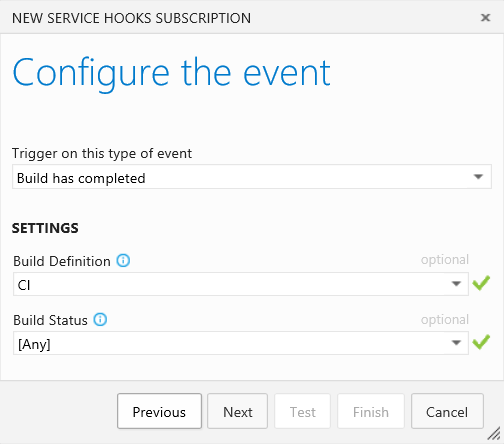 NEW SERVICE HOOKS SUBSCRIPTION
Configure the event
Trigger on this type of event
Build has completed
SETTINGS
Build Definition optional
CI
Build Status optional
[Any]
Previous Next Test Finish Cancel